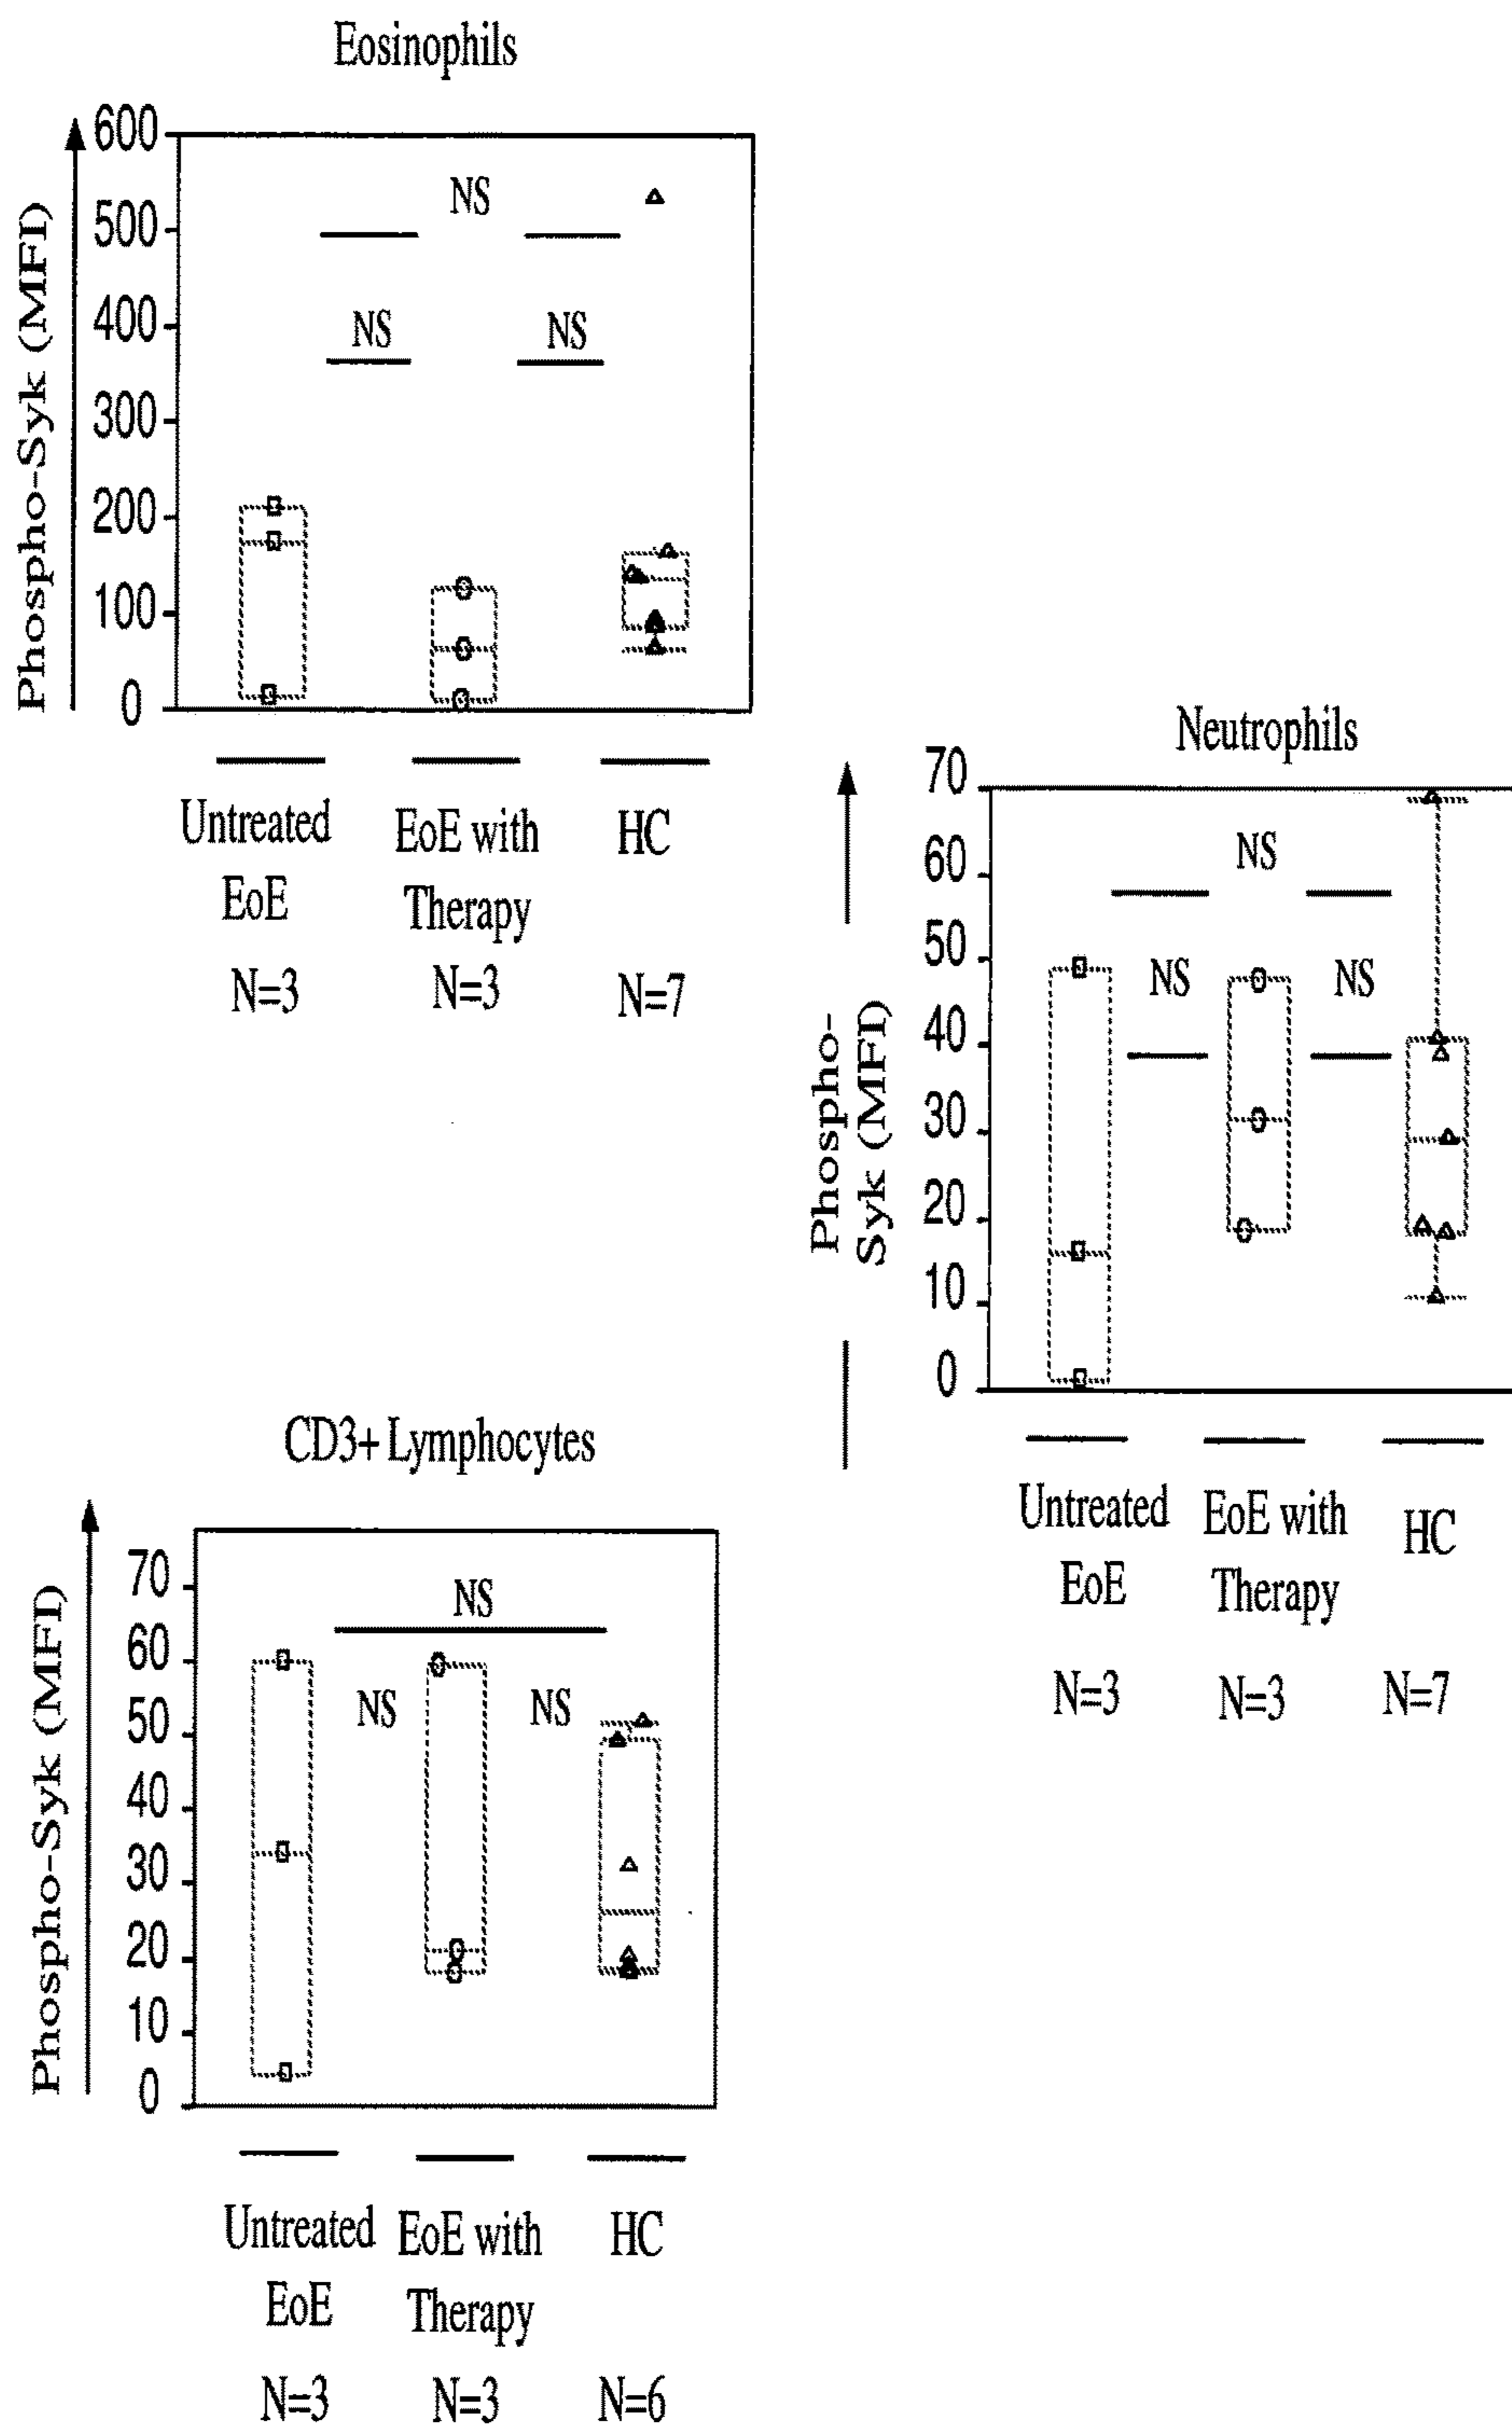 Eosinophils
Phospho-Syk (MFI)
600
500
400
300
200
100
0
NS
NS NS
Untreated EoE with HC
EoE Therapy
N=3 N=3 N=7
Neutrophils
Phospho-
Syk (MFI)
70
60
50
40
30
20
10
0
NS
NS NS
Untreated EoE with HC
EoE Therapy
N=3 N=3 N=7
CD3+ Lymphocytes
Phospho-Syk (MFI)
70
60
50
40
30
20
10
0
NS
NS NS
Untreated EoE with HC
EoE Therapy
N=3 N=3 N=6